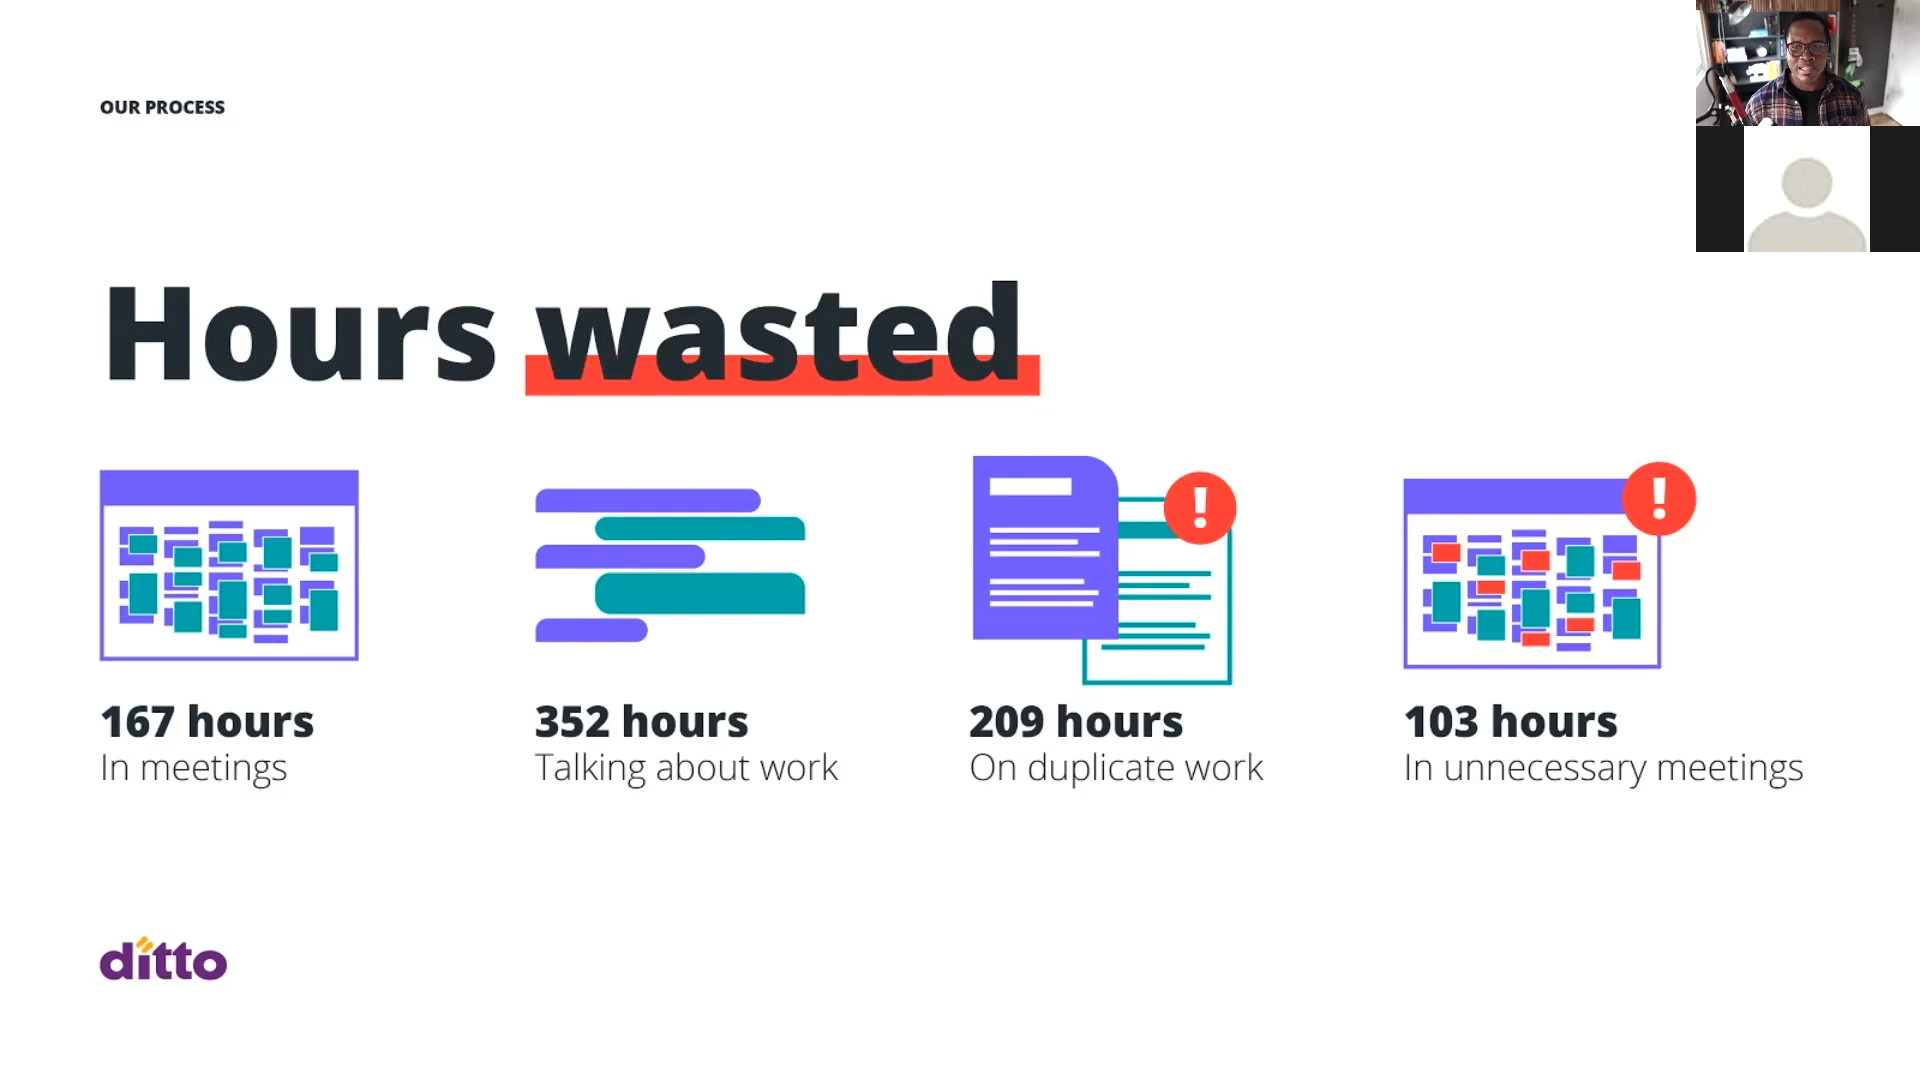 OUR PROCESS
Hours wasted
167 hours
In meetings
352 hours
Talking about work
209 hours
On duplicate work
103 hours
In unnecessary meetings
ditto